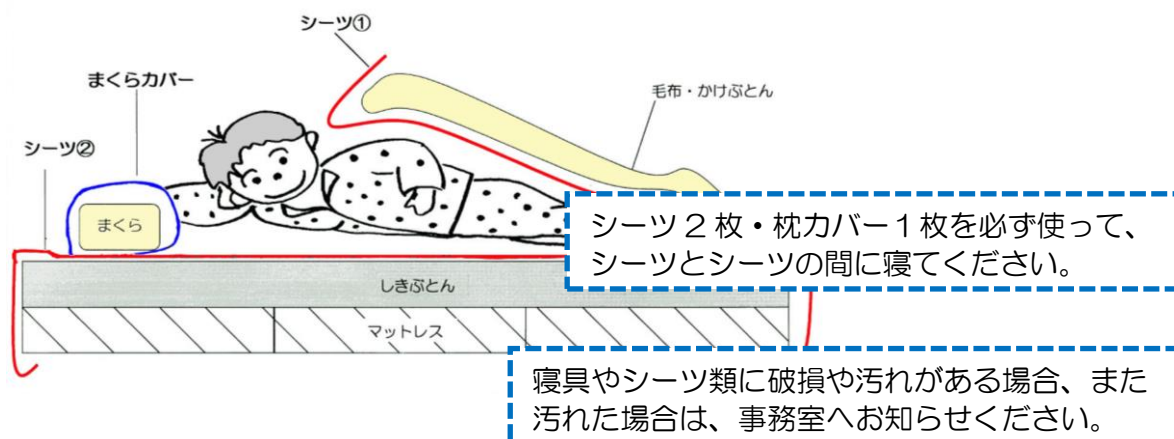 シーツ①
まくらカバー
毛布・かけぶとん
シーツ②
まくら
シーツ２枚・枕カバー１枚を必ず使って、
シーツとシーツの間に寝てください。
しきぶとん
マットレス
寝具やシーツ類に破損や汚れがある場合、また
汚れた場合は、事務室へお知らせください。